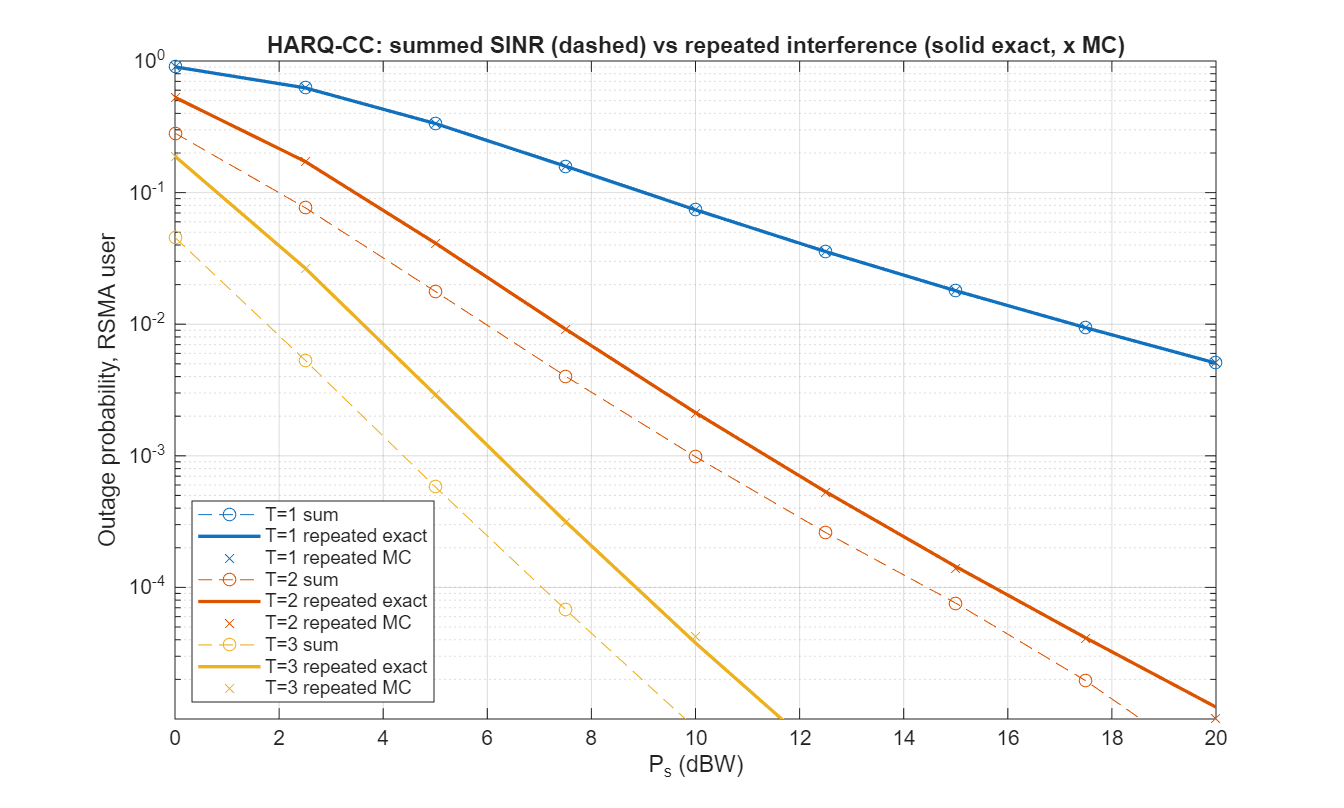 HARQ-CC: summed SINR (dashed) vs repeated interference (solid exact, x MC)
Outage probability, RSMA user
10^0
10^-1
10^-2
10^-3
10^-4
T=1 sum
T=1 repeated exact
T=1 repeated MC
T=2 sum
T=2 repeated exact
T=2 repeated MC
T=3 sum
T=3 repeated exact
T=3 repeated MC
0 2 4 6 8 10 12 14 16 18 20
P_s (dBW)